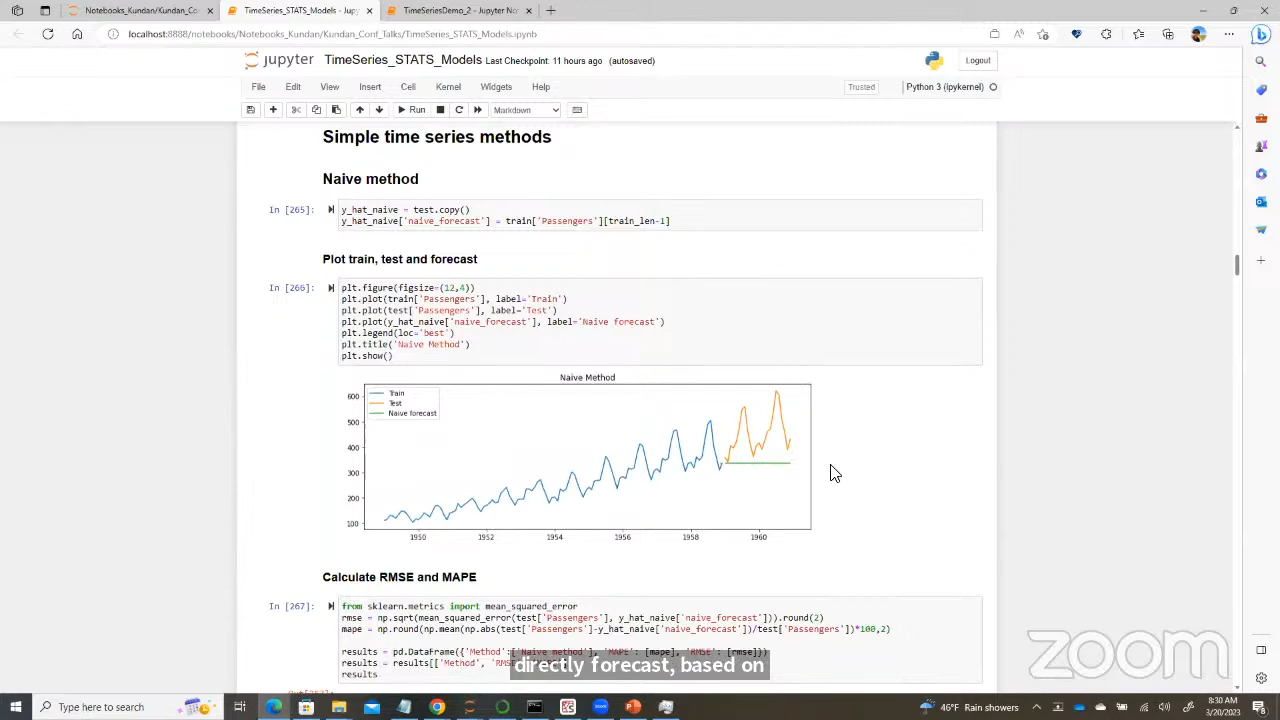 Notebooks_Kundan/Kundan_Conf
TimeSeries_STATS_Models - Jupy
TimeSeriesDemo_2 - Jupyter No
localhost:8888/notebooks/Notebooks_Kundan/Kundan_Conf_Talks/TimeSeries_STATS_Models.ipynb
jupyter TimeSeries_STATS_Models Last Checkpoint: 11 hours ago (autosaved)
Logout
File Edit View Insert Cell Kernel Widgets Help
Trusted
Python 3 (ipykernel)
Run
Markdown
Simple time series methods
Naive method
In [265]:
y_hat_naive = test.copy()
y_hat_naive['naive_forecast'] = train['Passengers'][train_len-1]
Plot train, test and forecast
In [266]:
plt.figure(figsize=(12,4))
plt.plot(train['Passengers'], label='Train')
plt.plot(test['Passengers'], label='Test')
plt.plot(y_hat_naive['naive_forecast'], label='Naive forecast')
plt.legend(loc='best')
plt.title('Naive Method')
plt.show()
Naive Method
Train
Test
Naive forecast
600
500
400
300
200
100
1950 1952 1954 1956 1958 1960
Calculate RMSE and MAPE
In [267]:
from sklearn.metrics import mean_squared_error
rmse = np.sqrt(mean_squared_error(test['Passengers'], y_hat_naive['naive_forecast'])).round(2)
mape = np.round(np.mean(np.abs(test['Passengers']-y_hat_naive['naive_forecast'])/test['Passengers'])*100,2)
results = pd.DataFrame({'Method':['Naive method'], 'MAPE': [mape], 'RMSE': [rmse]})
results = results[['Method', 'RMSE'
results
directly forecast, based on
zoom
Type here to search
46°F Rain showers
8:30 AM
3/20/2023